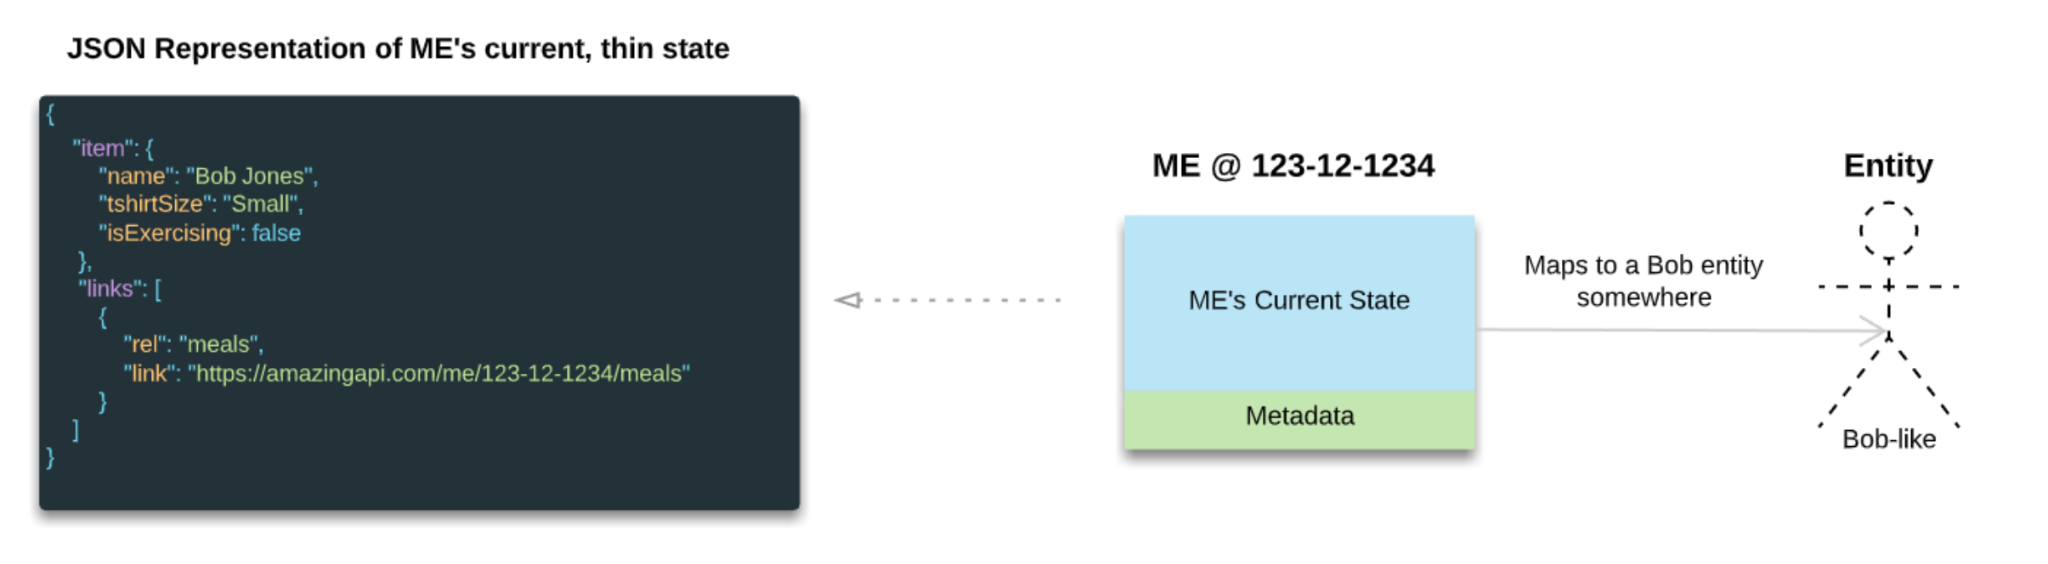 JSON Representation of ME's current, thin state
{
"item": {
"name": "Bob Jones",
"tshirtSize": "Small",
"isExercising": false
},
"links": [
{
"rel": "meals",
"link": "https://amazingapi.com/me/123-12-1234/meals"
}
]
}
ME @ 123-12-1234
ME's Current State
Metadata
Maps to a Bob entity
somewhere
Entity
Bob-like